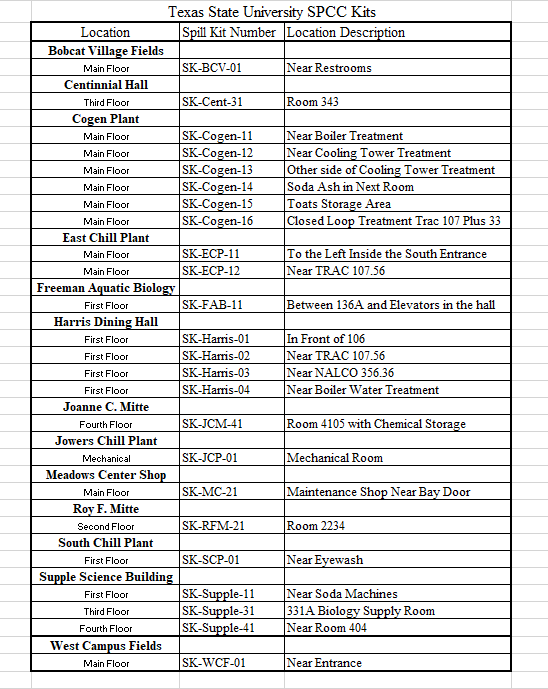 Texas State University SPCC Kits
Location Spill Kit Number Location Description
Bobcat Village Fields
Main Floor SK-BCV-01 Near Restrooms
Centinnial Hall
Third Floor SK-Cent-31 Room 343
Cogen Plant
Main Floor SK-Cogen-11 Near Boiler Treatment
Main Floor SK-Cogen-12 Near Cooling Tower Treatment
Main Floor SK-Cogen-13 Other side of Cooling Tower Treatment
Main Floor SK-Cogen-14 Soda Ash in Next Room
Main Floor SK-Cogen-15 Toats Storage Area
Main Floor SK-Cogen-16 Closed Loop Treatment Trac 107 Plus 33
East Chill Plant
Main Floor SK-ECP-11 To the Left Inside the South Entrance
Main Floor SK-ECP-12 Near TRAC 107.56
Freeman Aquatic Biology
First Floor SK-FAB-11 Between 136A and Elevators in the hall
Harris Dining Hall
First Floor SK-Harris-01 In Front of 106
First Floor SK-Harris-02 Near TRAC 107.56
First Floor SK-Harris-03 Near NALCO 356.36
First Floor SK-Harris-04 Near Boiler Water Treatment
Joanne C. Mitte
Fourth Floor SK-JCM-41 Room 4105 with Chemical Storage
Jowers Chill Plant
Mechanical SK-JCP-01 Mechanical Room
Meadows Center Shop
Main Floor SK-MC-21 Maintenance Shop Near Bay Door
Roy F. Mitte
Second Floor SK-RFM-21 Room 2234
South Chill Plant
First Floor SK-SCP-01 Near Eyewash
Supple Science Building
First Floor SK-Supple-11 Near Soda Machines
Third Floor SK-Supple-31 331A Biology Supply Room
Fourth Floor SK-Supple-41 Near Room 404
West Campus Fields
Main Floor SK-WCF-01 Near Entrance